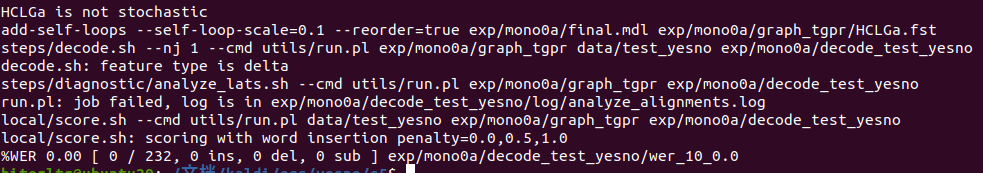 HCLGa is not stochastic
add-self-loops --self-loop-scale=0.1 --reorder=true exp/mono0a/final.mdl exp/mono0a/graph_tgpr/HCLGa.fst
steps/decode.sh --nj 1 --cmd utils/run.pl exp/mono0a/graph_tgpr data/test_yesno exp/mono0a/decode_test_yesno
decode.sh: feature type is delta
steps/diagnostic/analyze_lats.sh --cmd utils/run.pl exp/mono0a/graph_tgpr exp/mono0a/decode_test_yesno
run.pl: job failed, log is in exp/mono0a/decode_test_yesno/log/analyze_alignments.log
local/score.sh --cmd utils/run.pl data/test_yesno exp/mono0a/graph_tgpr exp/mono0a/decode_test_yesno
local/score.sh: scoring with word insertion penalty=0.0,0.5,1.0
%WER 0.00 [ 0 / 232, 0 ins, 0 del, 0 sub ] exp/mono0a/decode_test_yesno/wer_10_0.0